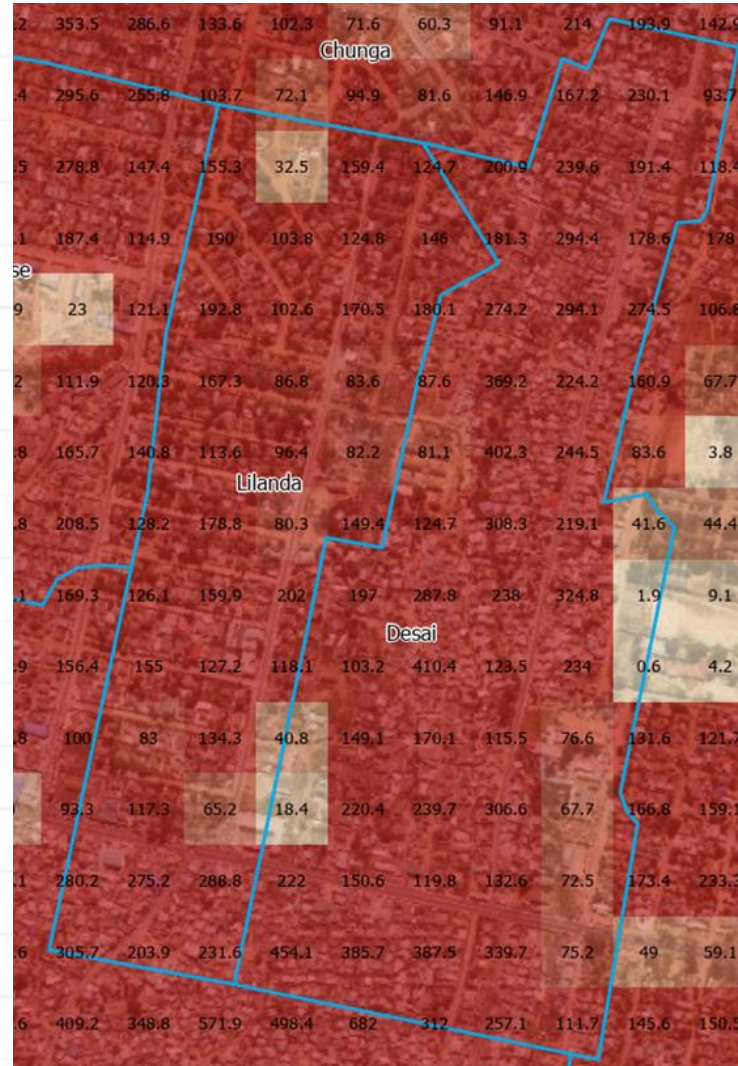 .2 353.5 286.6 133.6 102.3 71.6 60.3 91.1 214 193.9 142.9
Chunga
.4 295.6 255.8 103.7 72.1 94.9 81.6 146.9 167.2 230.1 93.7
.5 278.8 147.4 155.3 32.5 159.4 124.7 200.9 239.6 191.4 118.4
.1 187.4 114.9 190 103.8 124.8 146 181.3 294.4 178.6 178
se
9 23 121.1 192.8 102.6 170.5 180.1 274.2 294.1 274.5 106.8
2 111.9 120.3 167.3 86.8 83.6 87.6 369.2 224.2 160.9 67.7
.8 165.7 140.8 113.6 96.4 82.2 81.1 402.3 244.5 83.6 3.8
Lilanda
.8 208.5 128.2 178.8 80.3 149.4 124.7 308.3 219.1 41.6 44.4
.1 169.3 126.1 159.9 202 197 287.8 238 324.8 1.9 9.1
Desai
.9 156.4 155 127.2 118.1 103.2 410.4 123.5 234 0.6 4.2
.8 100 83 134.3 40.8 149.1 170.1 115.5 76.6 131.6 121.7
93.3 117.3 65.2 18.4 220.4 239.7 306.6 67.7 166.8 159.1
.1 280.2 275.2 288.8 222 150.6 119.8 132.6 72.5 173.4 233.3
.6 305.7 203.9 231.6 454.1 385.7 387.5 339.7 75.2 49 59.1
.6 409.2 348.8 571.9 498.4 682 312 257.1 111.7 145.6 150.5